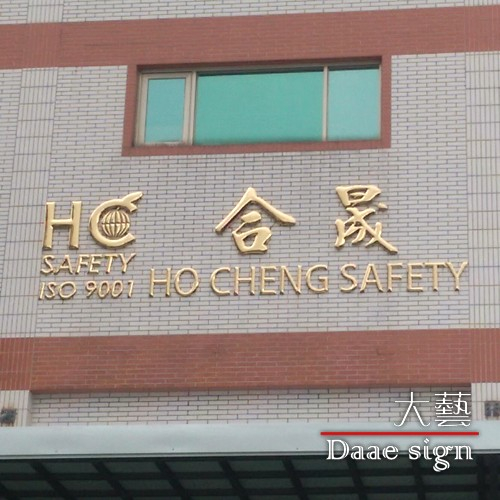 HC
SAFETY
ISO 9001
合晟
HO CHENG SAFETY
大藝
Daae sign